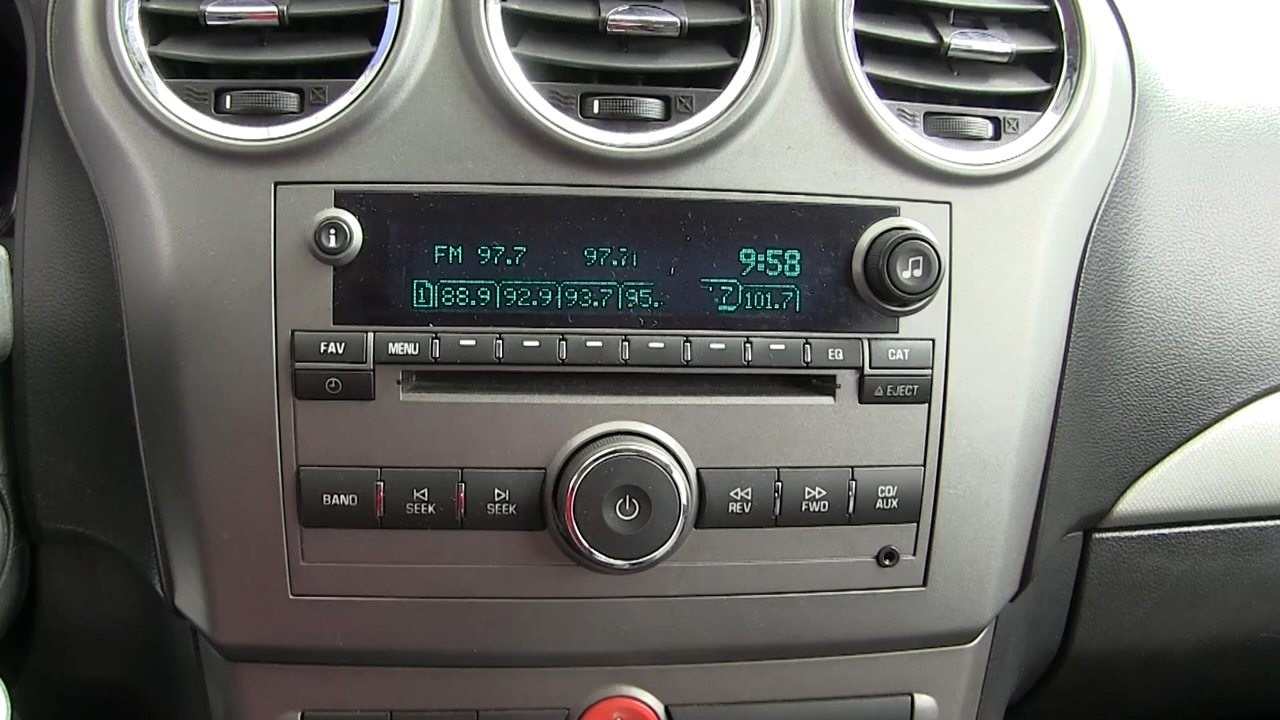 FM 97.7 97.7 9:58
1 88.9 92.9 93.7 95. 7 101.7
FAV MENU EQ CAT
EJECT
BAND SEEK SEEK REV FWD CD/
AUX